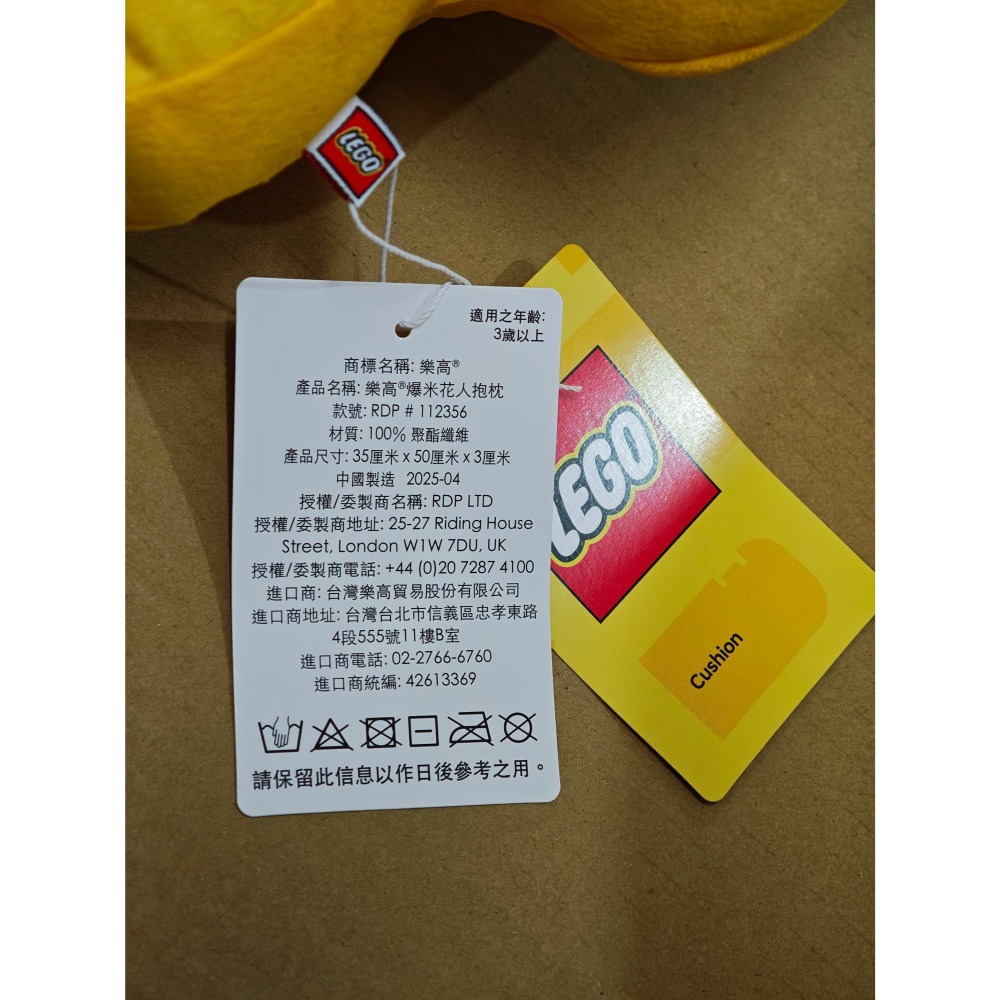 LEGO
適用之年齡:
3歲以上
商標名稱: 樂高®
產品名稱: 樂高®爆米花人抱枕
款號: RDP # 112356
材質: 100% 聚酯纖維
產品尺寸: 35厘米 x 50厘米 x 3厘米
中國製造 2025-04
授權/委製商名稱: RDP LTD
授權/委製商地址: 25-27 Riding House
Street, London W1W 7DU, UK
授權/委製商電話: +44 (0)20 7287 4100
進口商: 台灣樂高貿易股份有限公司
進口商地址: 台灣台北市信義區忠孝東路
4段555號11樓B室
進口商電話: 02-2766-6760
進口商統編: 42613369
請保留此信息以作日後參考之用。
LEGO
Cushion